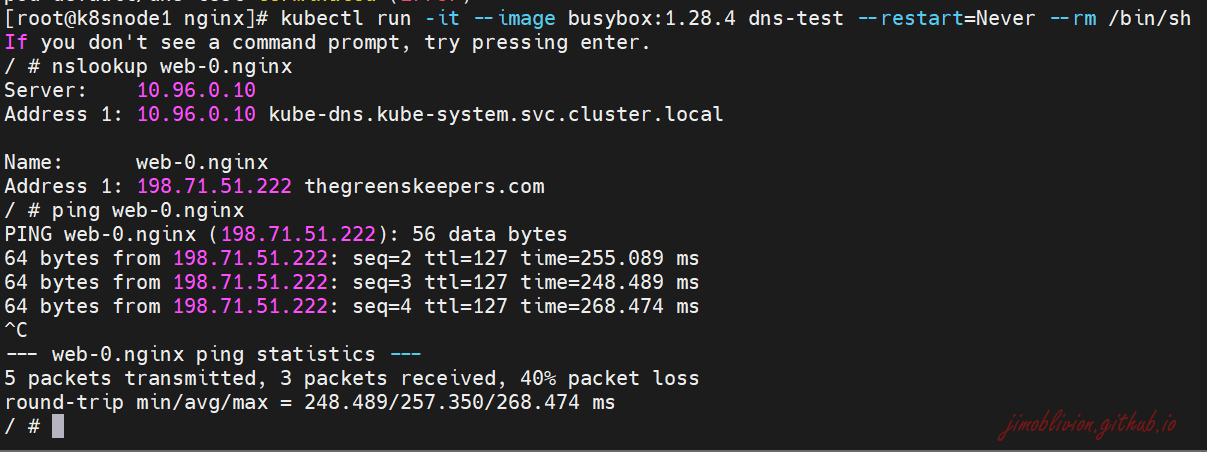 [root@k8snode1 nginx]# kubectl run -it --image busybox:1.28.4 dns-test --restart=Never --rm /bin/sh
If you don't see a command prompt, try pressing enter.
/ # nslookup web-0.nginx
Server:    10.96.0.10
Address 1: 10.96.0.10 kube-dns.kube-system.svc.cluster.local

Name:      web-0.nginx
Address 1: 198.71.51.222 thegreenskeepers.com
/ # ping web-0.nginx
PING web-0.nginx (198.71.51.222): 56 data bytes
64 bytes from 198.71.51.222: seq=2 ttl=127 time=255.089 ms
64 bytes from 198.71.51.222: seq=3 ttl=127 time=248.489 ms
64 bytes from 198.71.51.222: seq=4 ttl=127 time=268.474 ms
^C
--- web-0.nginx ping statistics ---
5 packets transmitted, 3 packets received, 40% packet loss
round-trip min/avg/max = 248.489/257.350/268.474 ms
/ #
jimoblivion.github.io